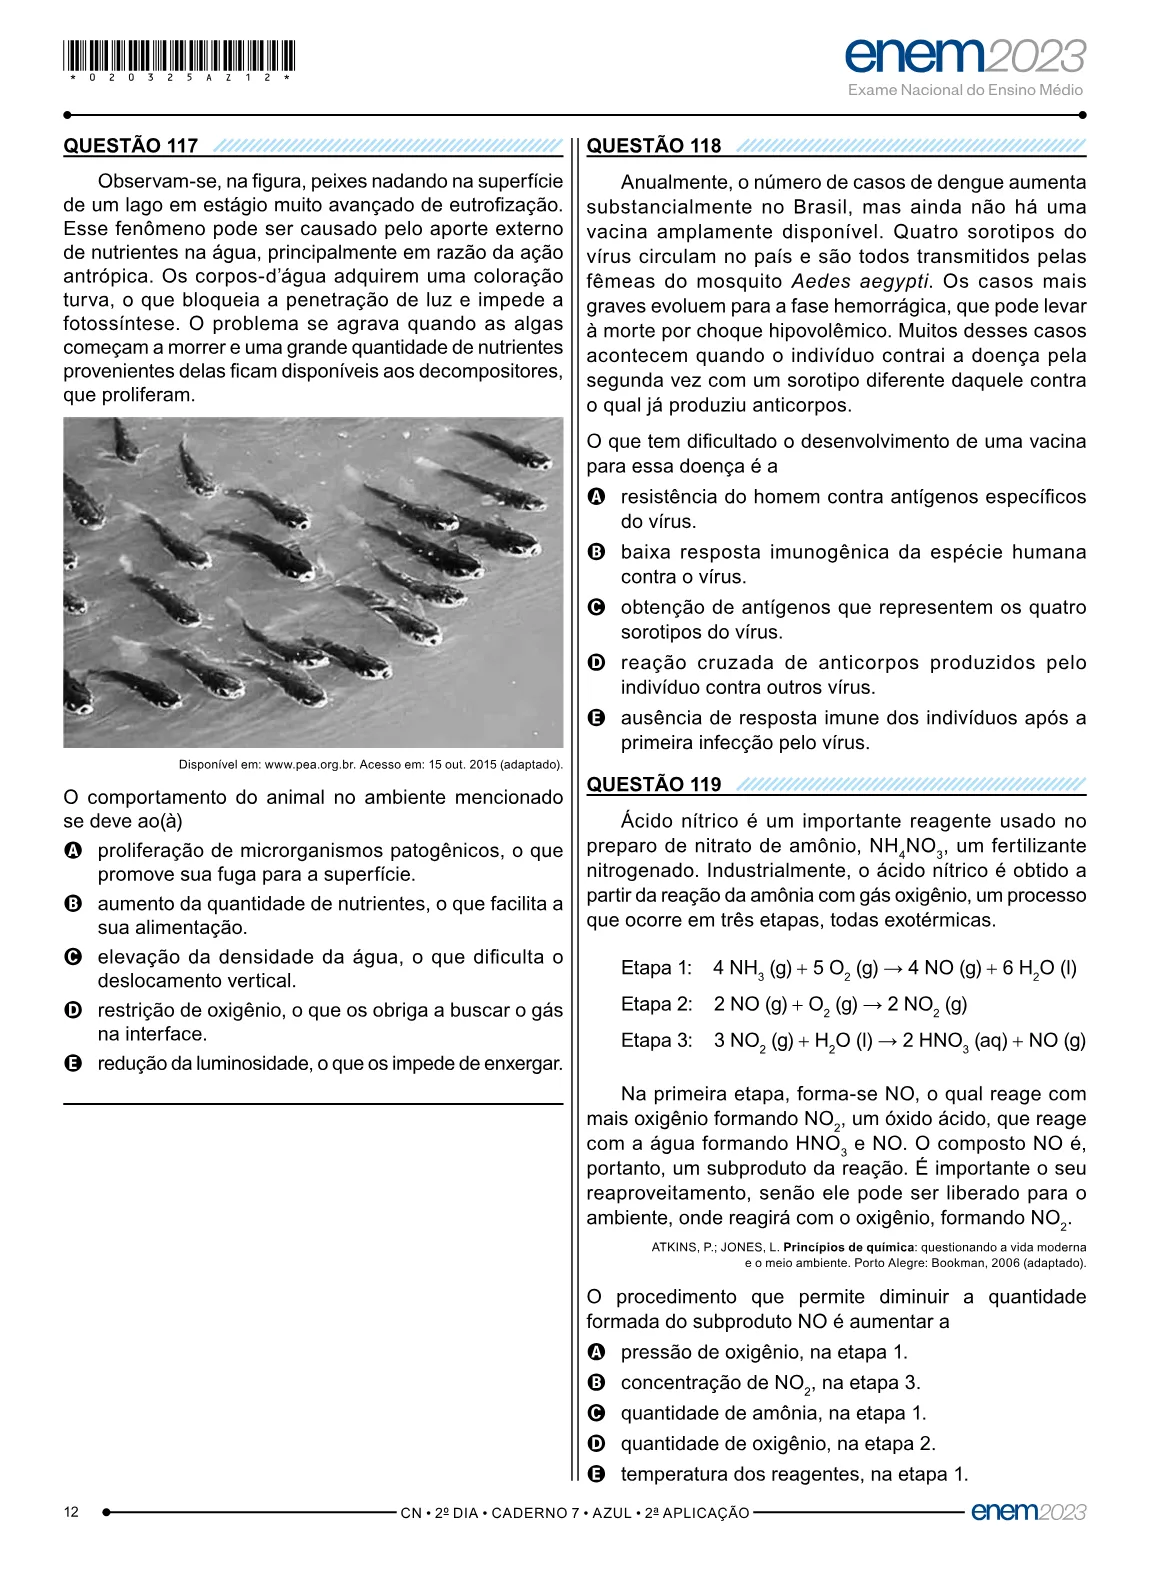 *020325AZ12*
enem2023
Exame Nacional do Ensino Médio
QUESTÃO 117
Observam-se, na figura, peixes nadando na superfície
de um lago em estágio muito avançado de eutrofização.
Esse fenômeno pode ser causado pelo aporte externo
de nutrientes na água, principalmente em razão da ação
antrópica. Os corpos-d’água adquirem uma coloração
turva, o que bloqueia a penetração de luz e impede a
fotossíntese. O problema se agrava quando as algas
começam a morrer e uma grande quantidade de nutrientes
provenientes delas ficam disponíveis aos decompositores,
que proliferam.
Disponível em: www.pea.org.br. Acesso em: 15 out. 2015 (adaptado).
O comportamento do animal no ambiente mencionado
se deve ao(à)
A proliferação de microrganismos patogênicos, o que
promove sua fuga para a superfície.
B aumento da quantidade de nutrientes, o que facilita a
sua alimentação.
C elevação da densidade da água, o que dificulta o
deslocamento vertical.
D restrição de oxigênio, o que os obriga a buscar o gás
na interface.
E redução da luminosidade, o que os impede de enxergar.
QUESTÃO 118
Anualmente, o número de casos de dengue aumenta
substancialmente no Brasil, mas ainda não há uma
vacina amplamente disponível. Quatro sorotipos do
vírus circulam no país e são todos transmitidos pelas
fêmeas do mosquito Aedes aegypti. Os casos mais
graves evoluem para a fase hemorrágica, que pode levar
à morte por choque hipovolêmico. Muitos desses casos
acontecem quando o indivíduo contrai a doença pela
segunda vez com um sorotipo diferente daquele contra
o qual já produziu anticorpos.
O que tem dificultado o desenvolvimento de uma vacina
para essa doença é a
A resistência do homem contra antígenos específicos
do vírus.
B baixa resposta imunogênica da espécie humana
contra o vírus.
C obtenção de antígenos que representem os quatro
sorotipos do vírus.
D reação cruzada de anticorpos produzidos pelo
indivíduo contra outros vírus.
E ausência de resposta imune dos indivíduos após a
primeira infecção pelo vírus.
QUESTÃO 119
Ácido nítrico é um importante reagente usado no
preparo de nitrato de amônio, NH₄NO₃, um fertilizante
nitrogenado. Industrialmente, o ácido nítrico é obtido a
partir da reação da amônia com gás oxigênio, um processo
que ocorre em três etapas, todas exotérmicas.
Etapa 1: 4 NH₃ (g) + 5 O₂ (g) → 4 NO (g) + 6 H₂O (l)
Etapa 2: 2 NO (g) + O₂ (g) → 2 NO₂ (g)
Etapa 3: 3 NO₂ (g) + H₂O (l) → 2 HNO₃ (aq) + NO (g)
Na primeira etapa, forma-se NO, o qual reage com
mais oxigênio formando NO₂, um óxido ácido, que reage
com a água formando HNO₃ e NO. O composto NO é,
portanto, um subproduto da reação. É importante o seu
reaproveitamento, senão ele pode ser liberado para o
ambiente, onde reagirá com o oxigênio, formando NO₂.
ATKINS, P.; JONES, L. Princípios de química: questionando a vida moderna
e o meio ambiente. Porto Alegre: Bookman, 2006 (adaptado).
O procedimento que permite diminuir a quantidade
formada do subproduto NO é aumentar a
A pressão de oxigênio, na etapa 1.
B concentração de NO₂, na etapa 3.
C quantidade de amônia, na etapa 1.
D quantidade de oxigênio, na etapa 2.
E temperatura dos reagentes, na etapa 1.
12
CN • 2º DIA • CADERNO 7 • AZUL • 2ª APLICAÇÃO
enem2023